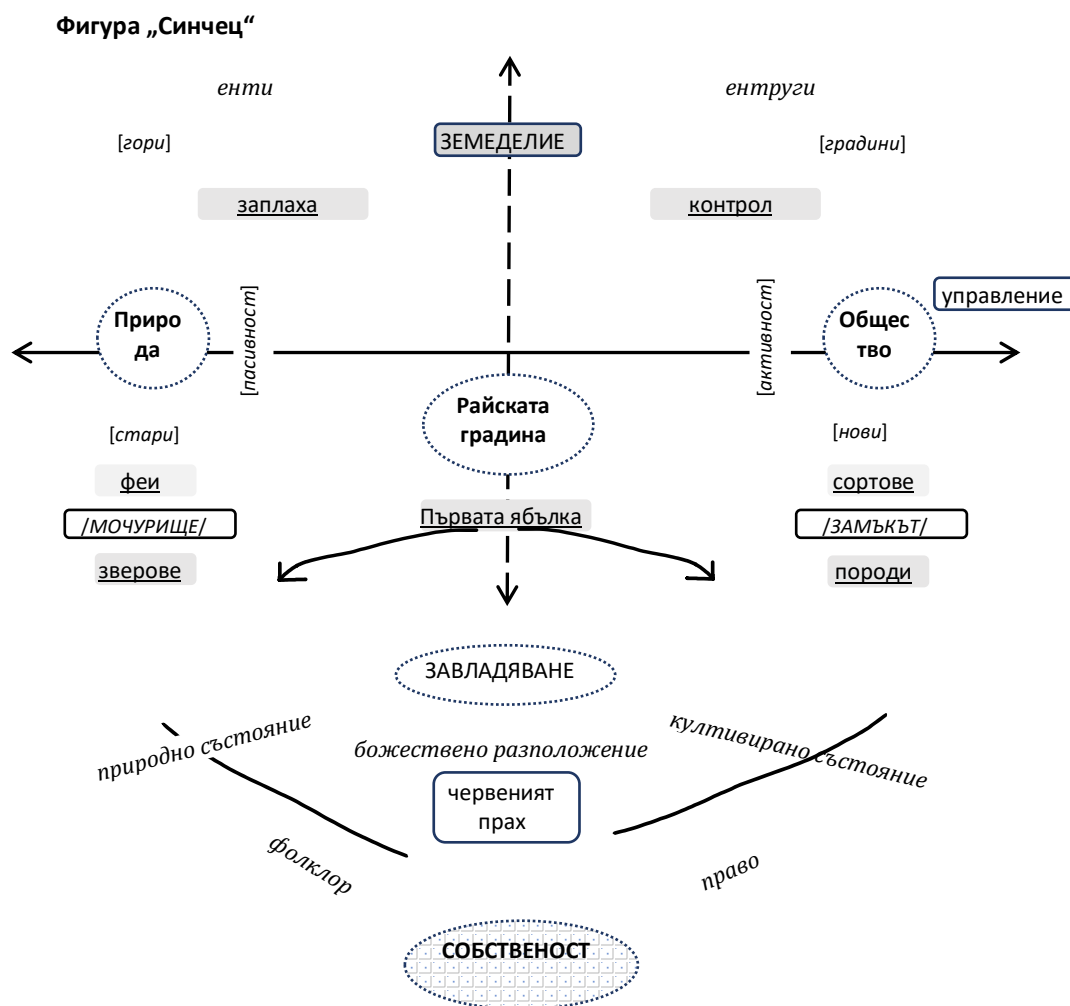 Фигура „Синчец“
енти
ентруги
[гори]
ЗЕМЕДЕЛИЕ
[градини]
заплаха
контрол
управление
Приро
да
[пасивност]
[активност]
Общес
тво
Райската
градина
[стари]
[нови]
феи
сортове
/МОЧУРИЩЕ/
Първата ябълка
/ЗАМЪКЪТ/
зверове
породи
ЗАВЛАДЯВАНЕ
природно състояние
божествено разположение
култивирано състояние
червеният
прах
фолклор
право
СОБСТВЕНОСТ